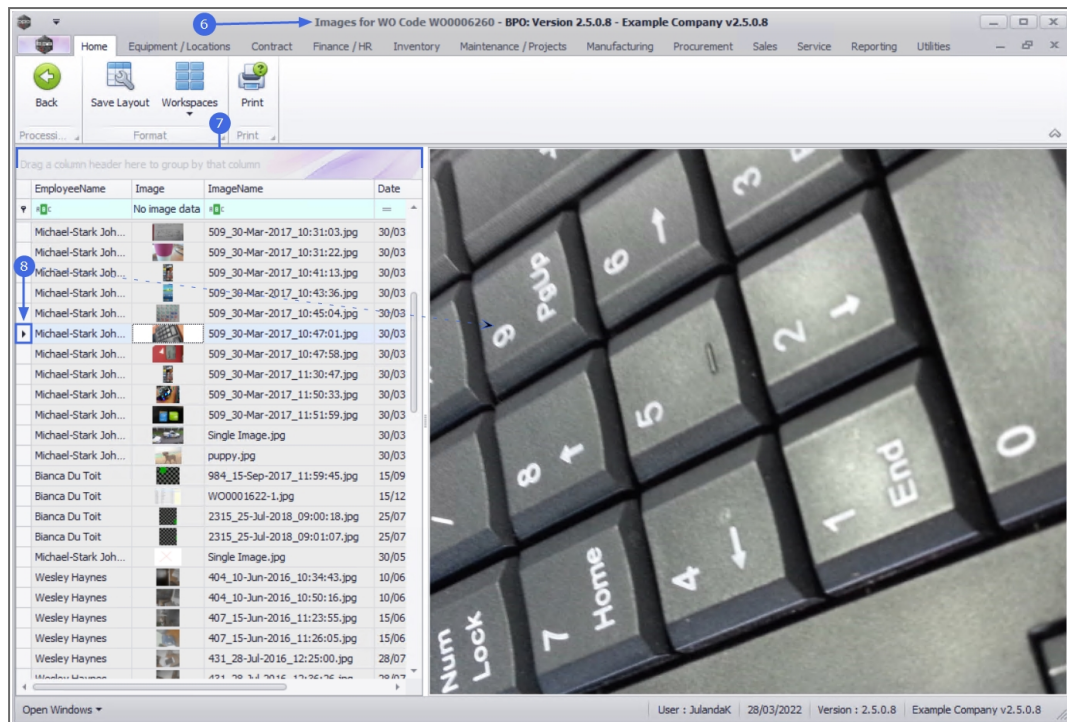 6
Images for WO Code WO0006260 - BPO: Version 2.5.0.8 - Example Company v2.5.0.8
Home Equipment / Locations Contract Finance / HR Inventory Maintenance / Projects Manufacturing Procurement Sales Service Reporting Utilities
Back Save Layout Workspaces Print
7
Processi... Format Print
Drag a column header here to group by that column
EmployeeName Image ImageName Date
No image data =
Michael-Stark Joh... 509_30-Mar-2017_10:31:03.jpg 30/03
Michael-Stark Joh... 509_30-Mar-2017_10:31:22.jpg 30/03
8
Michael-Stark Joh... 509_30-Mar-2017_10:41:13.jpg 30/03
Michael-Stark Joh... 509_30-Mar-2017_10:43:36.jpg 30/03
Michael-Stark Joh... 509_30-Mar-2017_10:45:04.jpg 30/03
Michael-Stark Joh... 509_30-Mar-2017_10:47:01.jpg 30/03
Michael-Stark Joh... 509_30-Mar-2017_10:47:58.jpg 30/03
Michael-Stark Joh... 509_30-Mar-2017_11:30:47.jpg 30/03
Michael-Stark Joh... 509_30-Mar-2017_11:50:33.jpg 30/03
Michael-Stark Joh... 509_30-Mar-2017_11:51:59.jpg 30/03
Michael-Stark Joh... Single Image.jpg 30/03
Michael-Stark Joh... puppy.jpg 30/03
Bianca Du Toit 984_15-Sep-2017_11:59:45.jpg 15/09
Bianca Du Toit WO0001622-1.jpg 15/12
Bianca Du Toit 2315_25-Jul-2018_09:00:18.jpg 25/07
Bianca Du Toit 2315_25-Jul-2018_09:01:07.jpg 25/07
Michael-Stark Joh... Single Image.jpg 30/05
Wesley Haynes 404_10-Jun-2016_10:34:43.jpg 10/06
Wesley Haynes 404_10-Jun-2016_10:50:16.jpg 10/06
Wesley Haynes 407_15-Jun-2016_11:23:55.jpg 15/06
Wesley Haynes 407_15-Jun-2016_11:26:05.jpg 15/06
Wesley Haynes 431_28-Jul-2016_12:25:00.jpg 28/07
Wesley Haynes 431_28-Jul-2016_12:36:26.jpg 28/07
3
6 →
9 PgUp
2 ↓
5
8 ↑
0
1 End
4 ←
7 Home
/
Num
Lock
Open Windows User : JulandaK 28/03/2022 Version : 2.5.0.8 Example Company v2.5.0.8